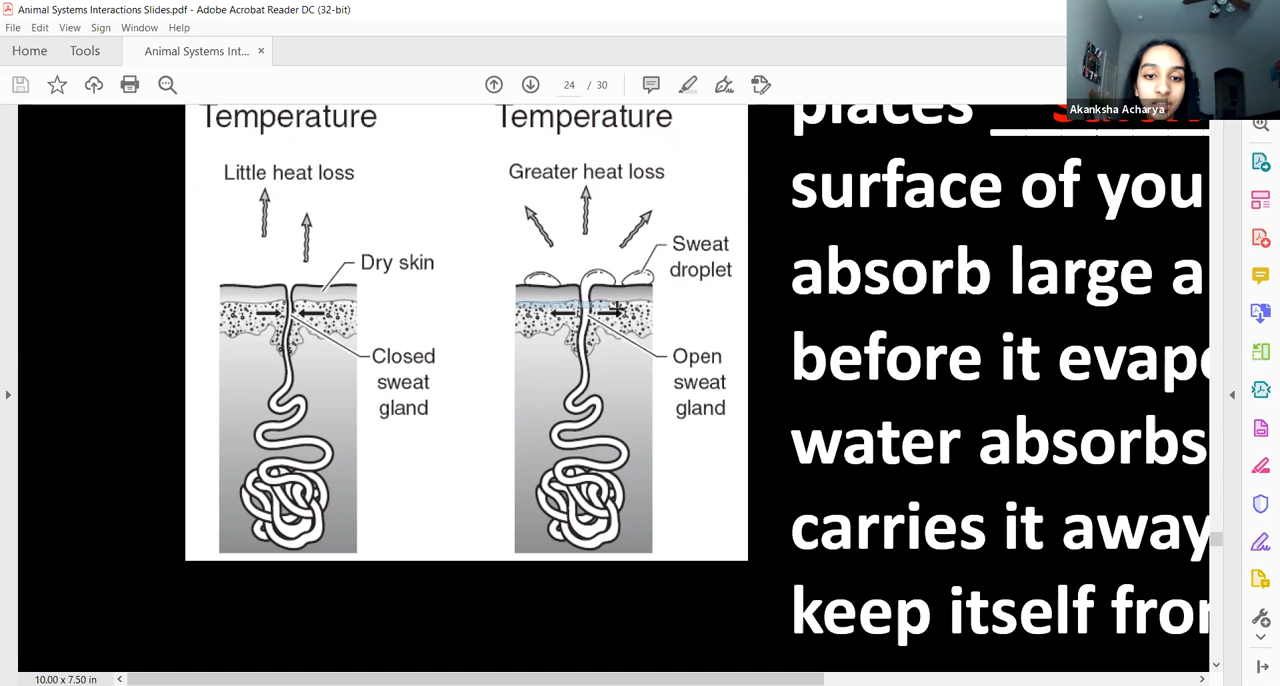 Animal Systems Interactions Slides.pdf - Adobe Acrobat Reader DC (32-bit)
File Edit View Sign Window Help
Home Tools Animal Systems Int... ×
24 / 30
Akanksha Acharya
Temperature
Little heat loss
Dry skin
Closed
sweat
gland
Temperature
Greater heat loss
Sweat
droplet
Open
sweat
gland
places
surface of you
absorb large a
before it evap
water absorbs
carries it away
keep itself fro
10.00 x 7.50 in